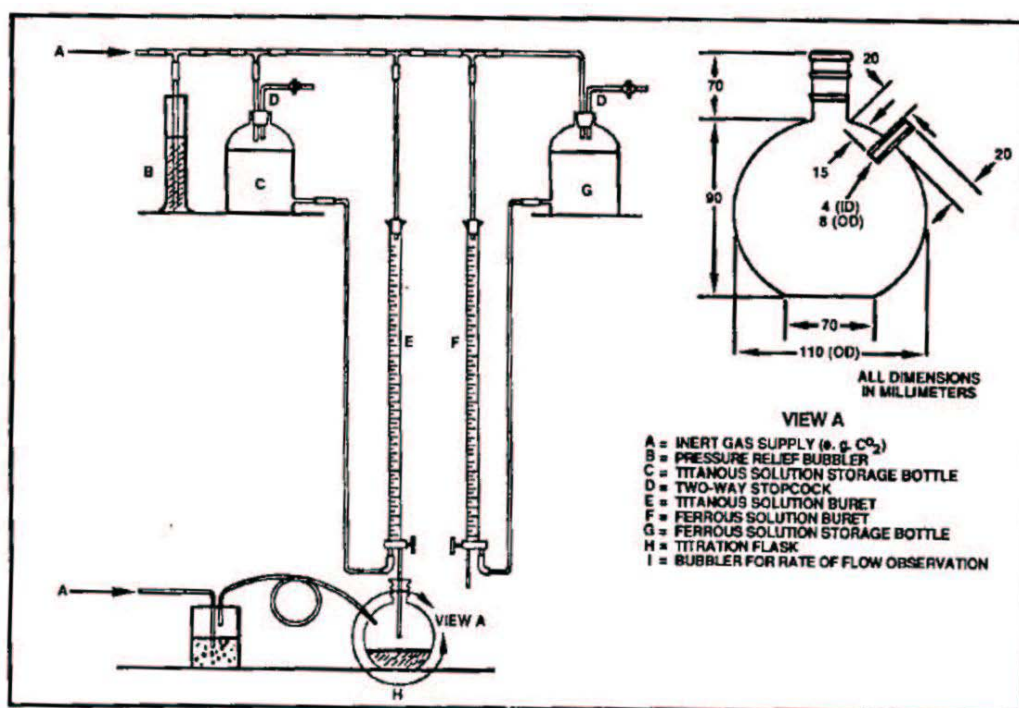 A
D
B
C
D
G
E
F
A
VIEW A
H
70
20
15
20
4 (ID)
8 (OD)
90
70
110 (OD)
ALL DIMENSIONS
IN MILLIMETERS
VIEW A
A = INERT GAS SUPPLY (e. g. CO2)
B = PRESSURE RELIEF BUBBLER
C = TITANOUS SOLUTION STORAGE BOTTLE
D = TWO-WAY STOPCOCK
E = TITANOUS SOLUTION BURET
F = FERROUS SOLUTION BURET
G = FERROUS SOLUTION STORAGE BOTTLE
H = TITRATION FLASK
I = BUBBLER FOR RATE OF FLOW OBSERVATION